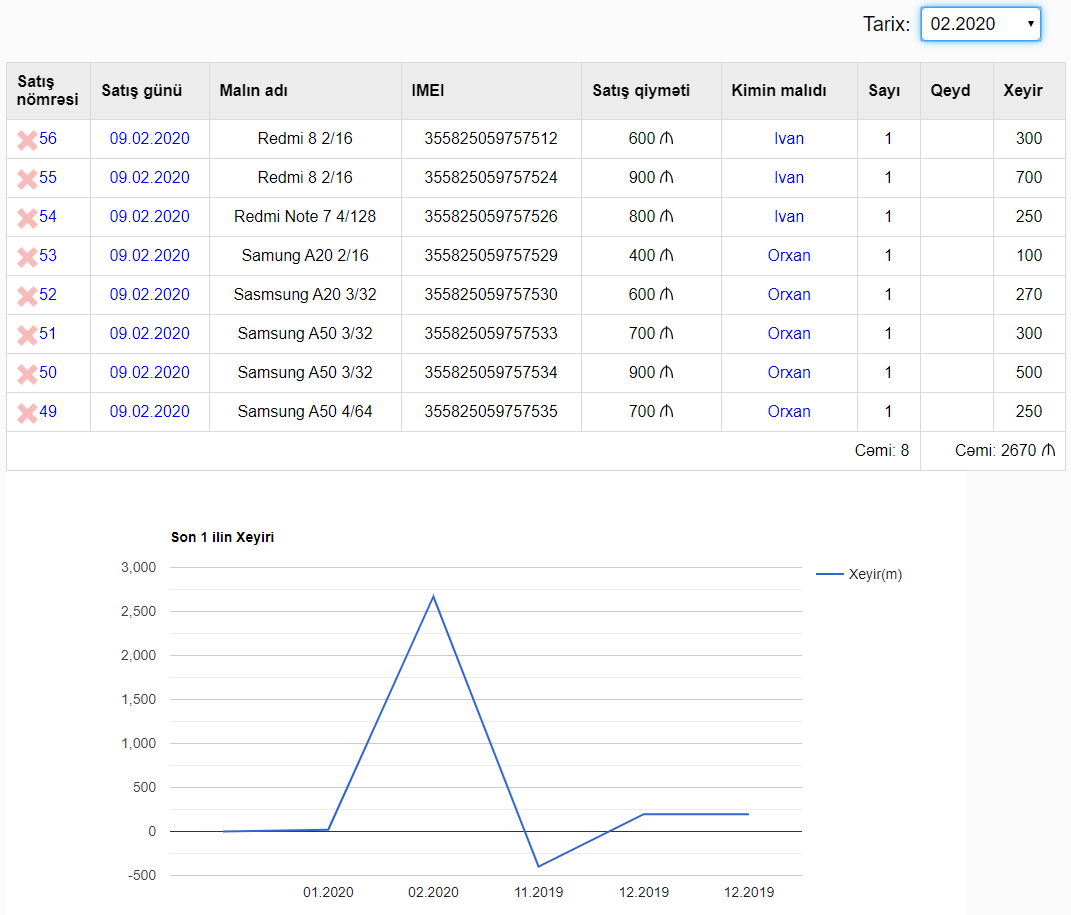 Tarix: 02.2020
Satış nömrəsi Satış günü Malın adı IMEI Satış qiyməti Kimin malıdı Sayı Qeyd Xeyir
56 09.02.2020 Redmi 8 2/16 355825059757512 600 ₼ Ivan 1 300
55 09.02.2020 Redmi 8 2/16 355825059757524 900 ₼ Ivan 1 700
54 09.02.2020 Redmi Note 7 4/128 355825059757526 800 ₼ Ivan 1 250
53 09.02.2020 Samung A20 2/16 355825059757529 400 ₼ Orxan 1 100
52 09.02.2020 Sasmsung A20 3/32 355825059757530 600 ₼ Orxan 1 270
51 09.02.2020 Samsung A50 3/32 355825059757533 700 ₼ Orxan 1 300
50 09.02.2020 Samsung A50 3/32 355825059757534 900 ₼ Orxan 1 500
49 09.02.2020 Samsung A50 4/64 355825059757535 700 ₼ Orxan 1 250
Cəmi: 8 Cəmi: 2670 ₼
Son 1 ilin Xeyiri
Xeyir(m)
3,000
2,500
2,000
1,500
1,000
500
0
-500
01.2020 02.2020 11.2019 12.2019 12.2019